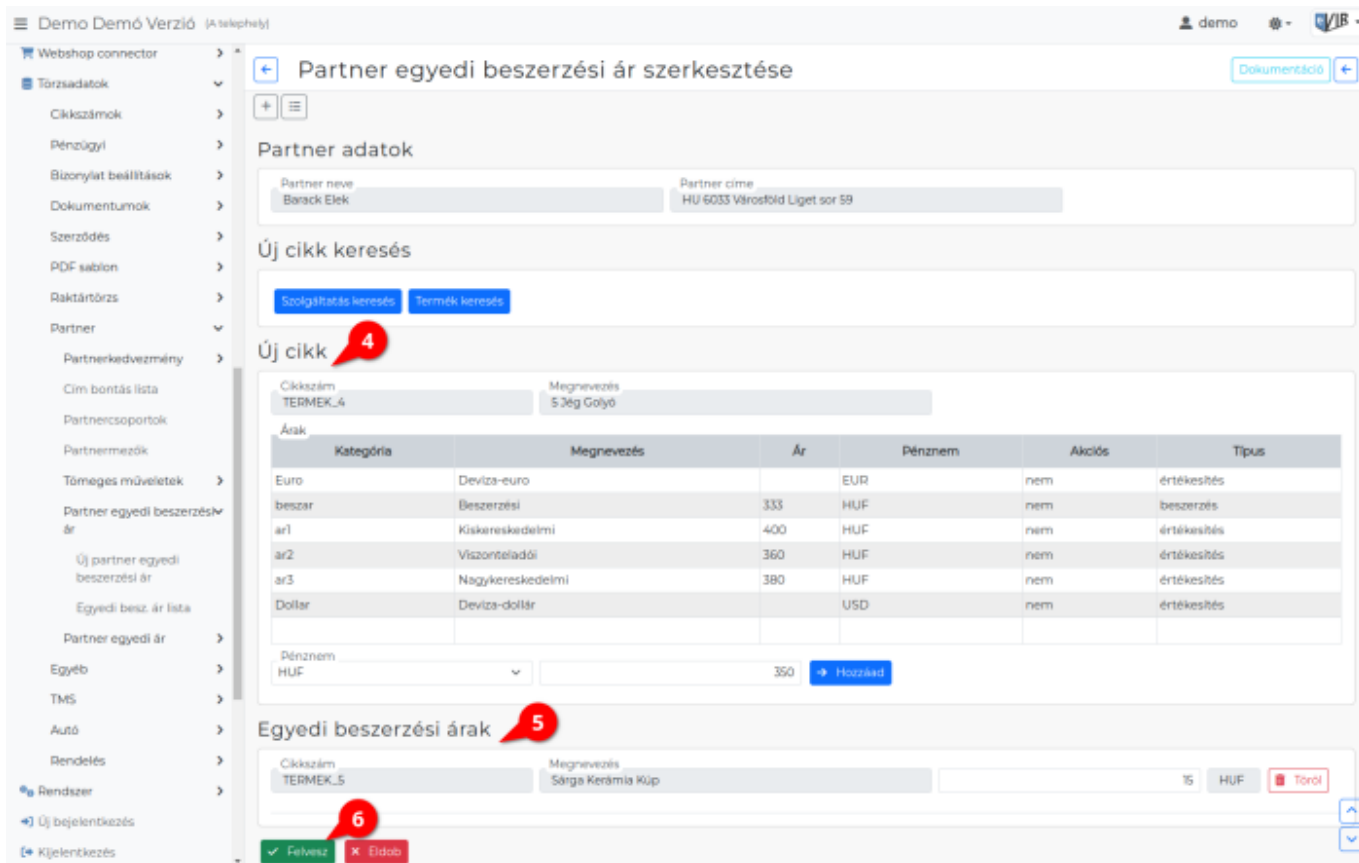 Demo Demó Verzió (A telephely)
demo
Webshop connector
Törzsadatok
Cikkszámok
Pénzügyi
Bizonylat beállítások
Dokumentumok
Szerződés
PDF sablon
Raktártörzs
Partner
Partnerkedvezmény
Cím bontás lista
Partnercsoportok
Partnermezők
Tömeges műveletek
Partner egyedi beszerzési
ár
Új partner egyedi
beszerzési ár
Egyedi besz. ár lista
Partner egyedi ár
Egyéb
TMS
Autó
Rendelés
Rendszer
Új bejelentkezés
Kijelentkezés
Partner egyedi beszerzési ár szerkesztése
Dokumentáció
Partner adatok
Partner neve Partner címe
Barack Elek HU 6033 Városföld Liget sor 59
Új cikk keresés
Szolgáltatás keresés Termék keresés
Új cikk 4
Cikkszám Megnevezés
TERMEK_4 5 Jég Golyó
Árak
Kategória Megnevezés Ár Pénznem Akciós Típus
Euro Deviza-euro EUR nem értékesítés
beszar Beszerzési 333 HUF nem beszerzés
ar1 Kiskereskedelmi 400 HUF nem értékesítés
ar2 Viszonteladói 360 HUF nem értékesítés
ar3 Nagykereskedelmi 380 HUF nem értékesítés
Dollar Deviza-dollár USD nem értékesítés
Pénznem
HUF 350 Hozzáad
Egyedi beszerzési árak 5
Cikkszám Megnevezés
TERMEK_5 Sárga Kerámia Kúp 15 HUF Töröl
6
Felvesz Eldob